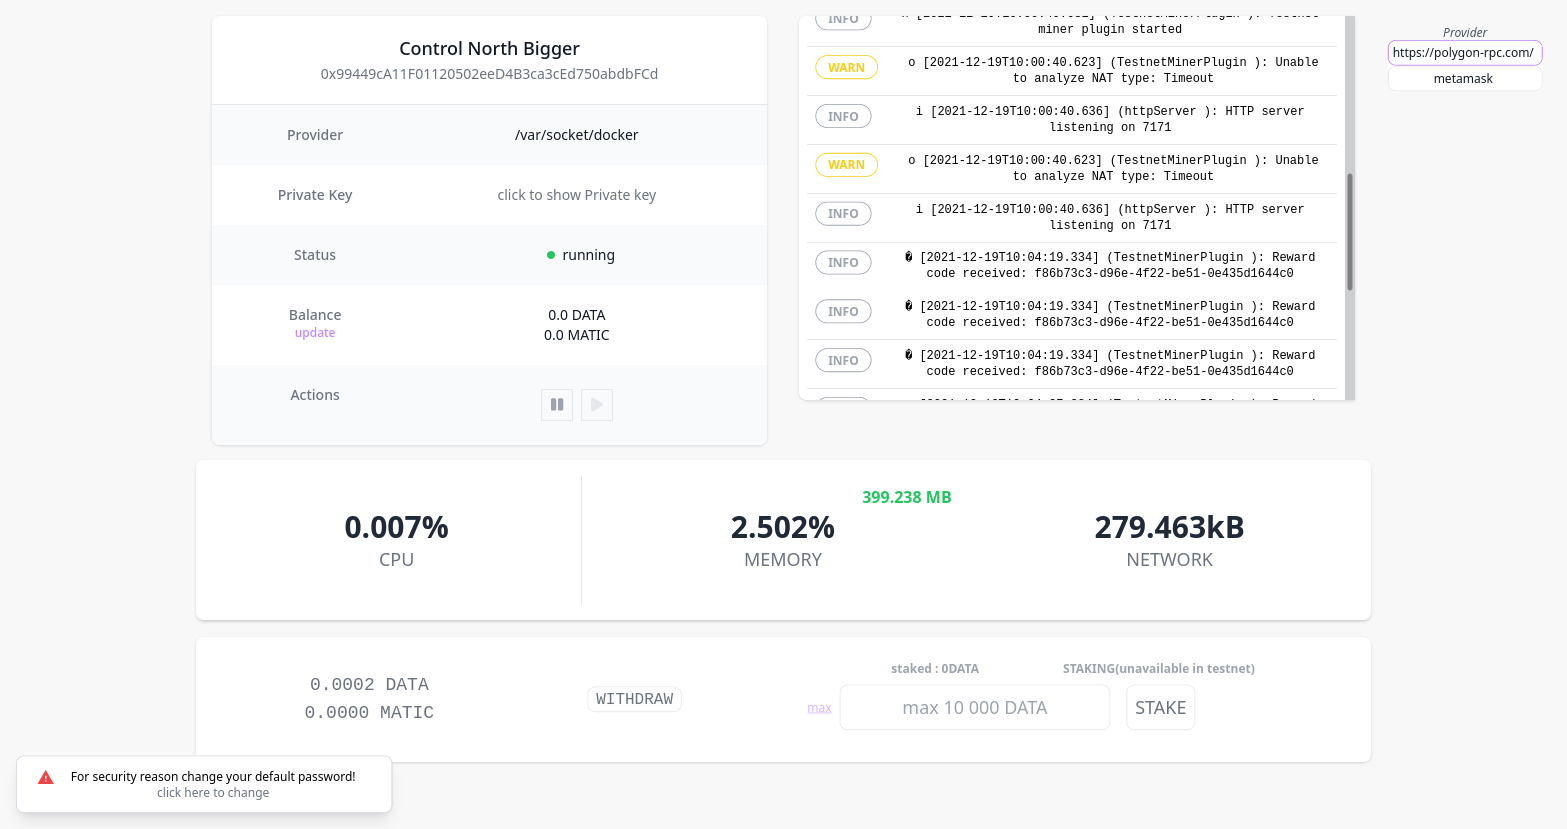 Control North Bigger
0x99449cA11F01120502eeD4B3ca3cEd750abdbFCd
Provider /var/socket/docker
Private Key click to show Private key
Status running
Balance 0.0 DATA
update 0.0 MATIC
Actions
INFO
miner plugin started
WARN o [2021-12-19T10:00:40.623] (TestnetMinerPlugin ): Unable
to analyze NAT type: Timeout
INFO i [2021-12-19T10:00:40.636] (httpServer ): HTTP server
listening on 7171
WARN o [2021-12-19T10:00:40.623] (TestnetMinerPlugin ): Unable
to analyze NAT type: Timeout
INFO i [2021-12-19T10:00:40.636] (httpServer ): HTTP server
listening on 7171
INFO � [2021-12-19T10:04:19.334] (TestnetMinerPlugin ): Reward
code received: f86b73c3-d96e-4f22-be51-0e435d1644c0
INFO � [2021-12-19T10:04:19.334] (TestnetMinerPlugin ): Reward
code received: f86b73c3-d96e-4f22-be51-0e435d1644c0
INFO � [2021-12-19T10:04:19.334] (TestnetMinerPlugin ): Reward
code received: f86b73c3-d96e-4f22-be51-0e435d1644c0
Provider
https://polygon-rpc.com/
metamask
0.007%
CPU
399.238 MB
2.502%
MEMORY
279.463kB
NETWORK
0.0002 DATA
0.0000 MATIC
WITHDRAW
staked : 0DATA STAKING(unavailable in testnet)
max max 10 000 DATA STAKE
For security reason change your default password!
click here to change